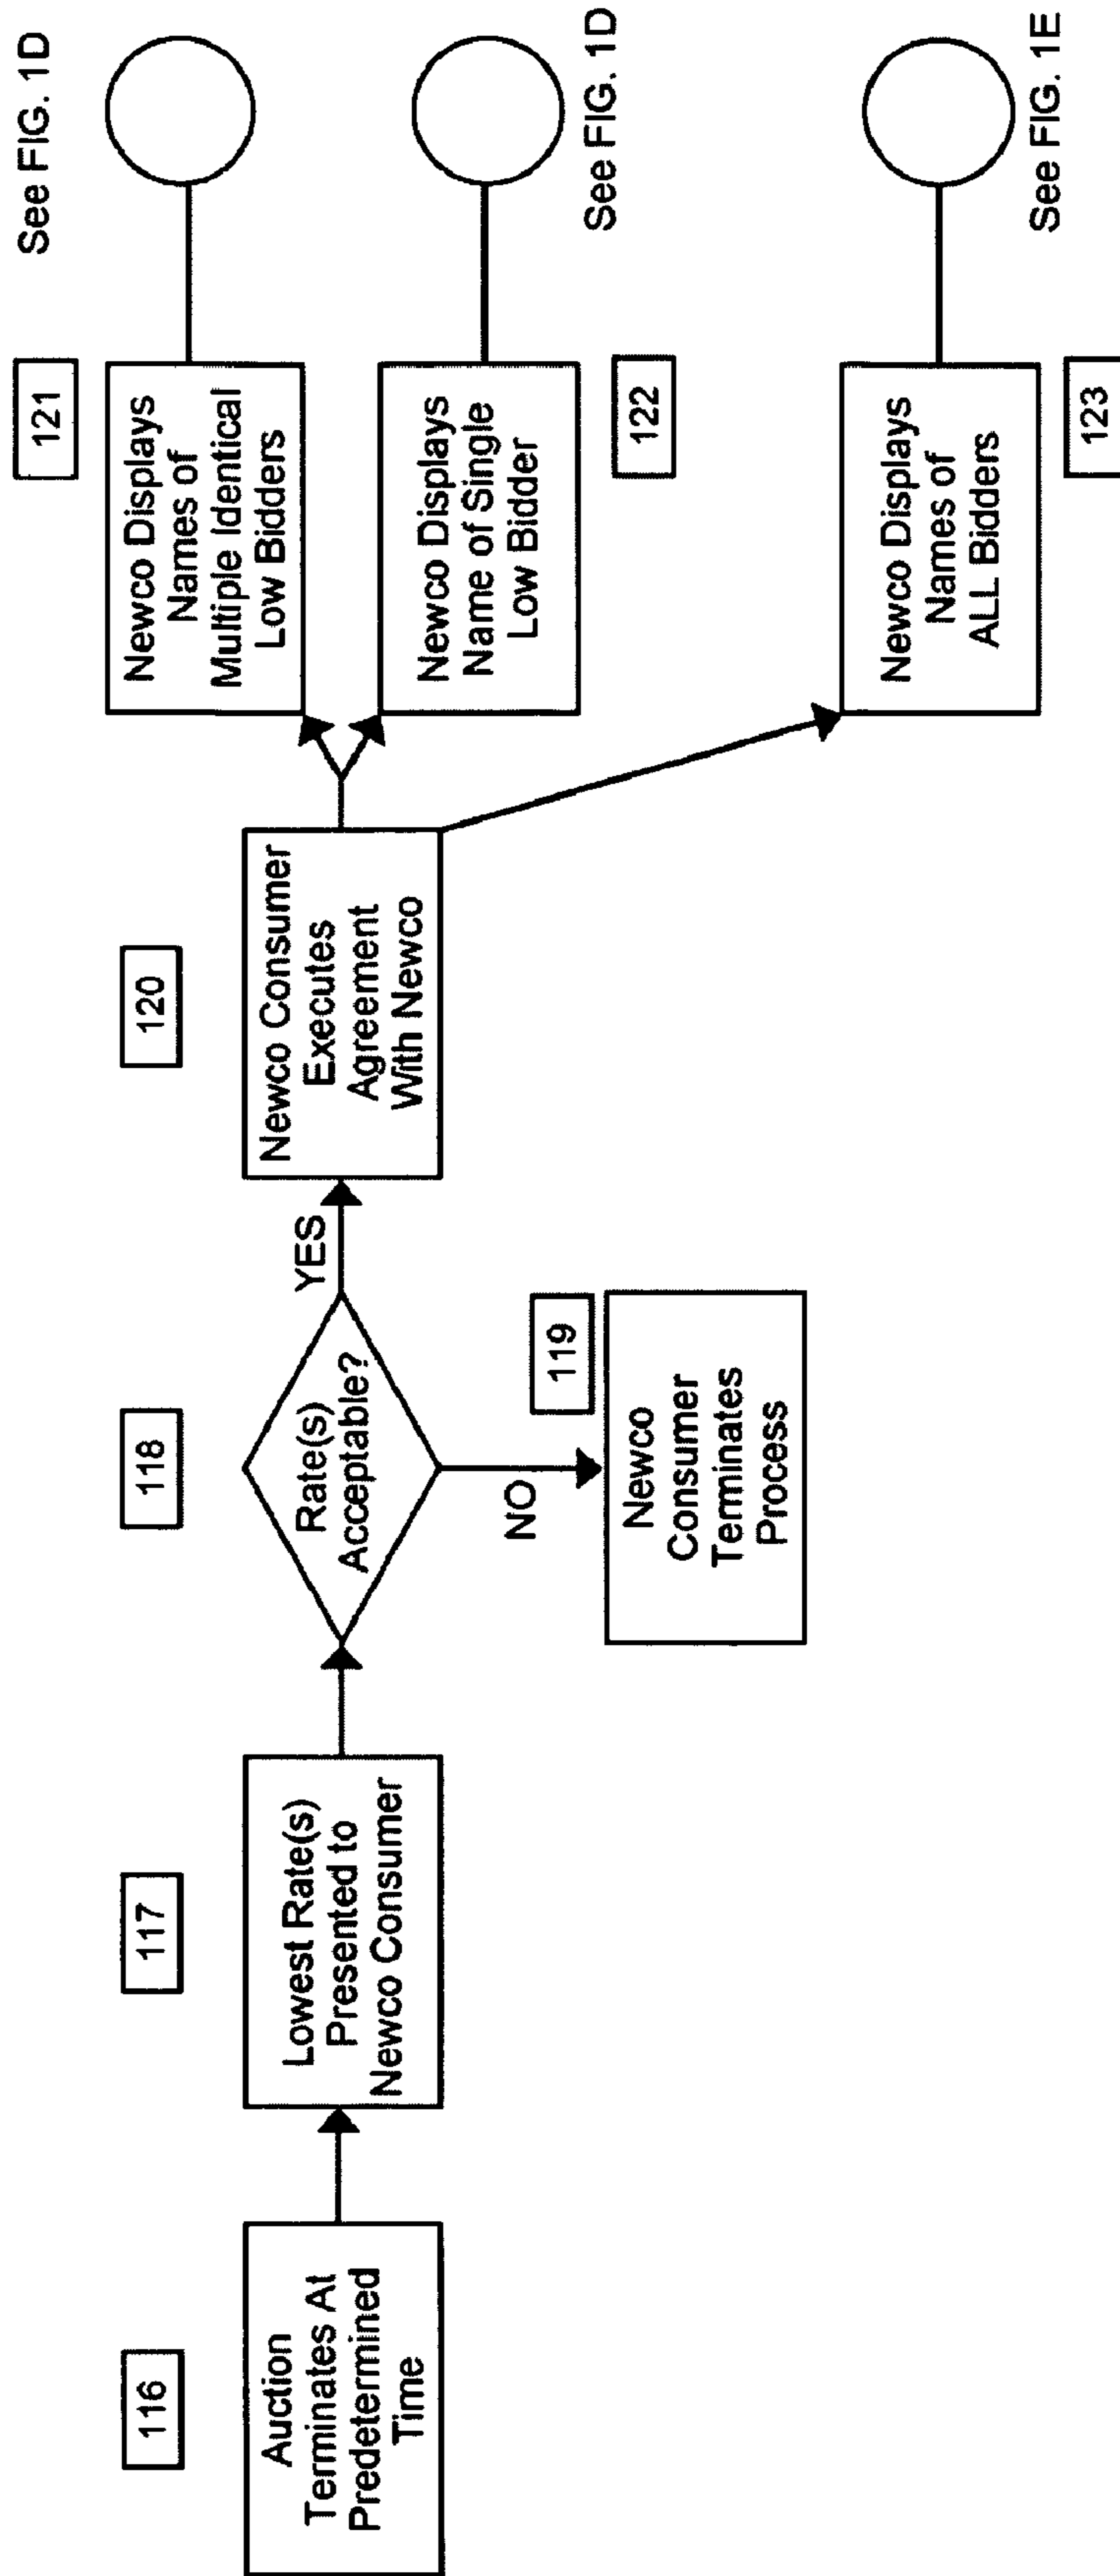 116
Auction
Terminates At
Predetermined
Time
117
Lowest Rate(s)
Presented to
Newco Consumer
118
Rate(s)
Acceptable?
YES
NO
119
Newco
Consumer
Terminates
Process
120
Newco Consumer
Executes
Agreement
With Newco
121
Newco Displays
Names of
Multiple Identical
Low Bidders
See FIG. 1D
Newco Displays
Name of Single
Low Bidder
122
See FIG. 1D
Newco Displays
Names of
ALL Bidders
123
See FIG. 1E